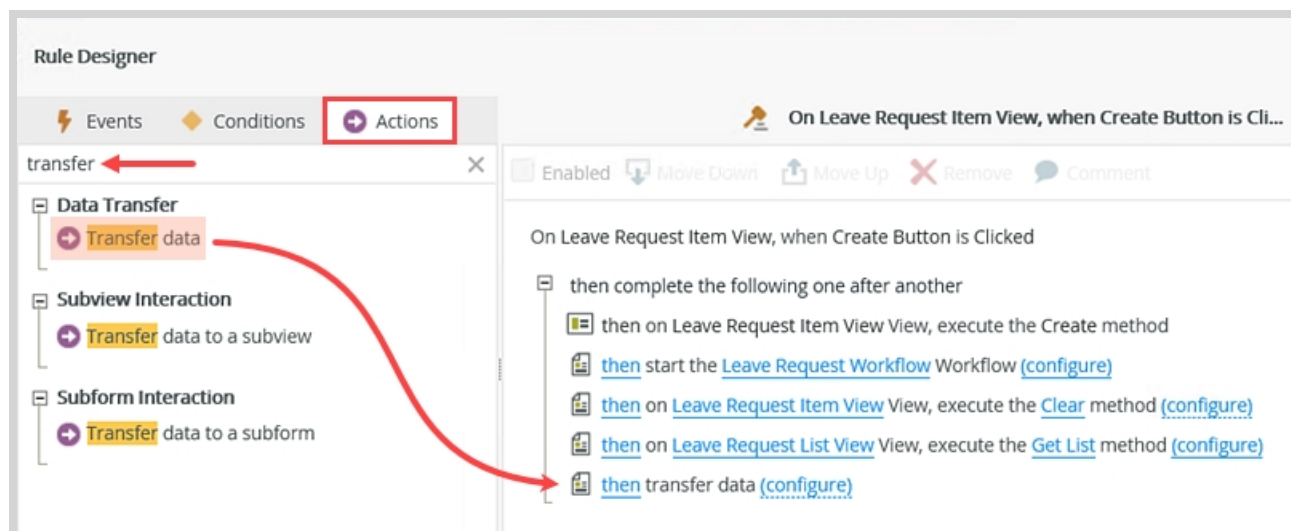 Rule Designer
Events Conditions Actions
On Leave Request Item View, when Create Button is Cli...
transfer
Enabled Move Down Move Up Remove Comment
Data Transfer
Transfer data
Subview Interaction
Transfer data to a subview
Subform Interaction
Transfer data to a subform
On Leave Request Item View, when Create Button is Clicked
then complete the following one after another
then on Leave Request Item View View, execute the Create method
then start the Leave Request Workflow Workflow (configure)
then on Leave Request Item View View, execute the Clear method (configure)
then on Leave Request List View View, execute the Get List method (configure)
then transfer data (configure)